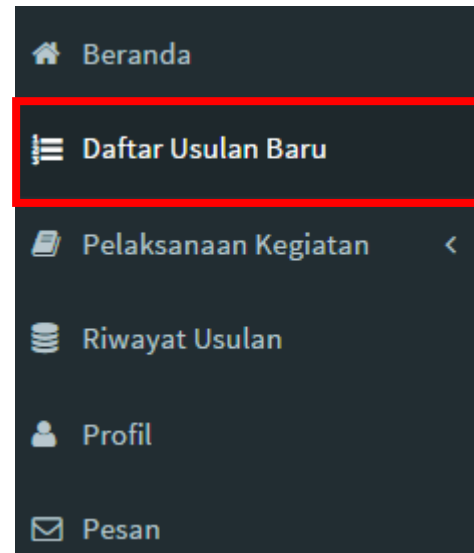 Beranda
Daftar Usulan Baru
Pelaksanaan Kegiatan
Riwayat Usulan
Profil
Pesan